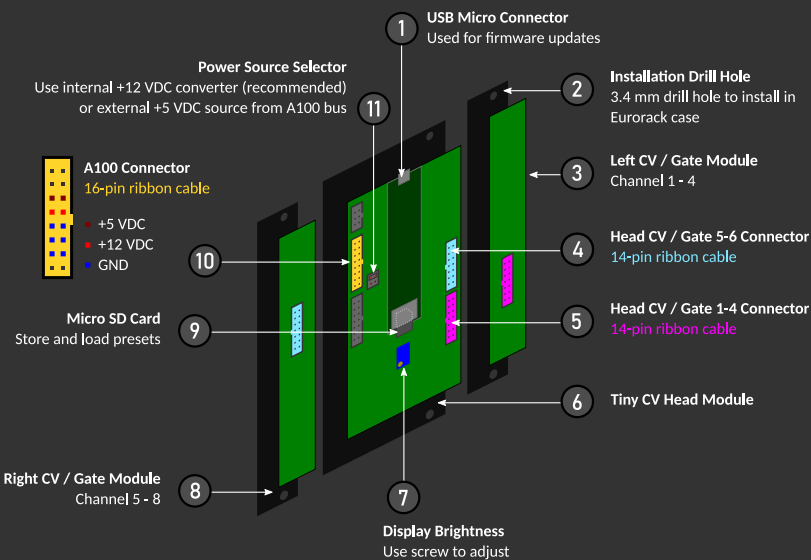 1
USB Micro Connector
Used for firmware updates
Power Source Selector
Use internal +12 VDC converter (recommended)
or external +5 VDC source from A100 bus
11
2
Installation Drill Hole
3.4 mm drill hole to install in
Eurorack case
A100 Connector
16-pin ribbon cable
+5 VDC
+12 VDC
GND
3
Left CV / Gate Module
Channel 1 - 4
10
4
Head CV / Gate 5-6 Connector
14-pin ribbon cable
Micro SD Card
Store and load presets
9
5
Head CV / Gate 1-4 Connector
14-pin ribbon cable
6
Tiny CV Head Module
Right CV / Gate Module
Channel 5 - 8
8
7
Display Brightness
Use screw to adjust